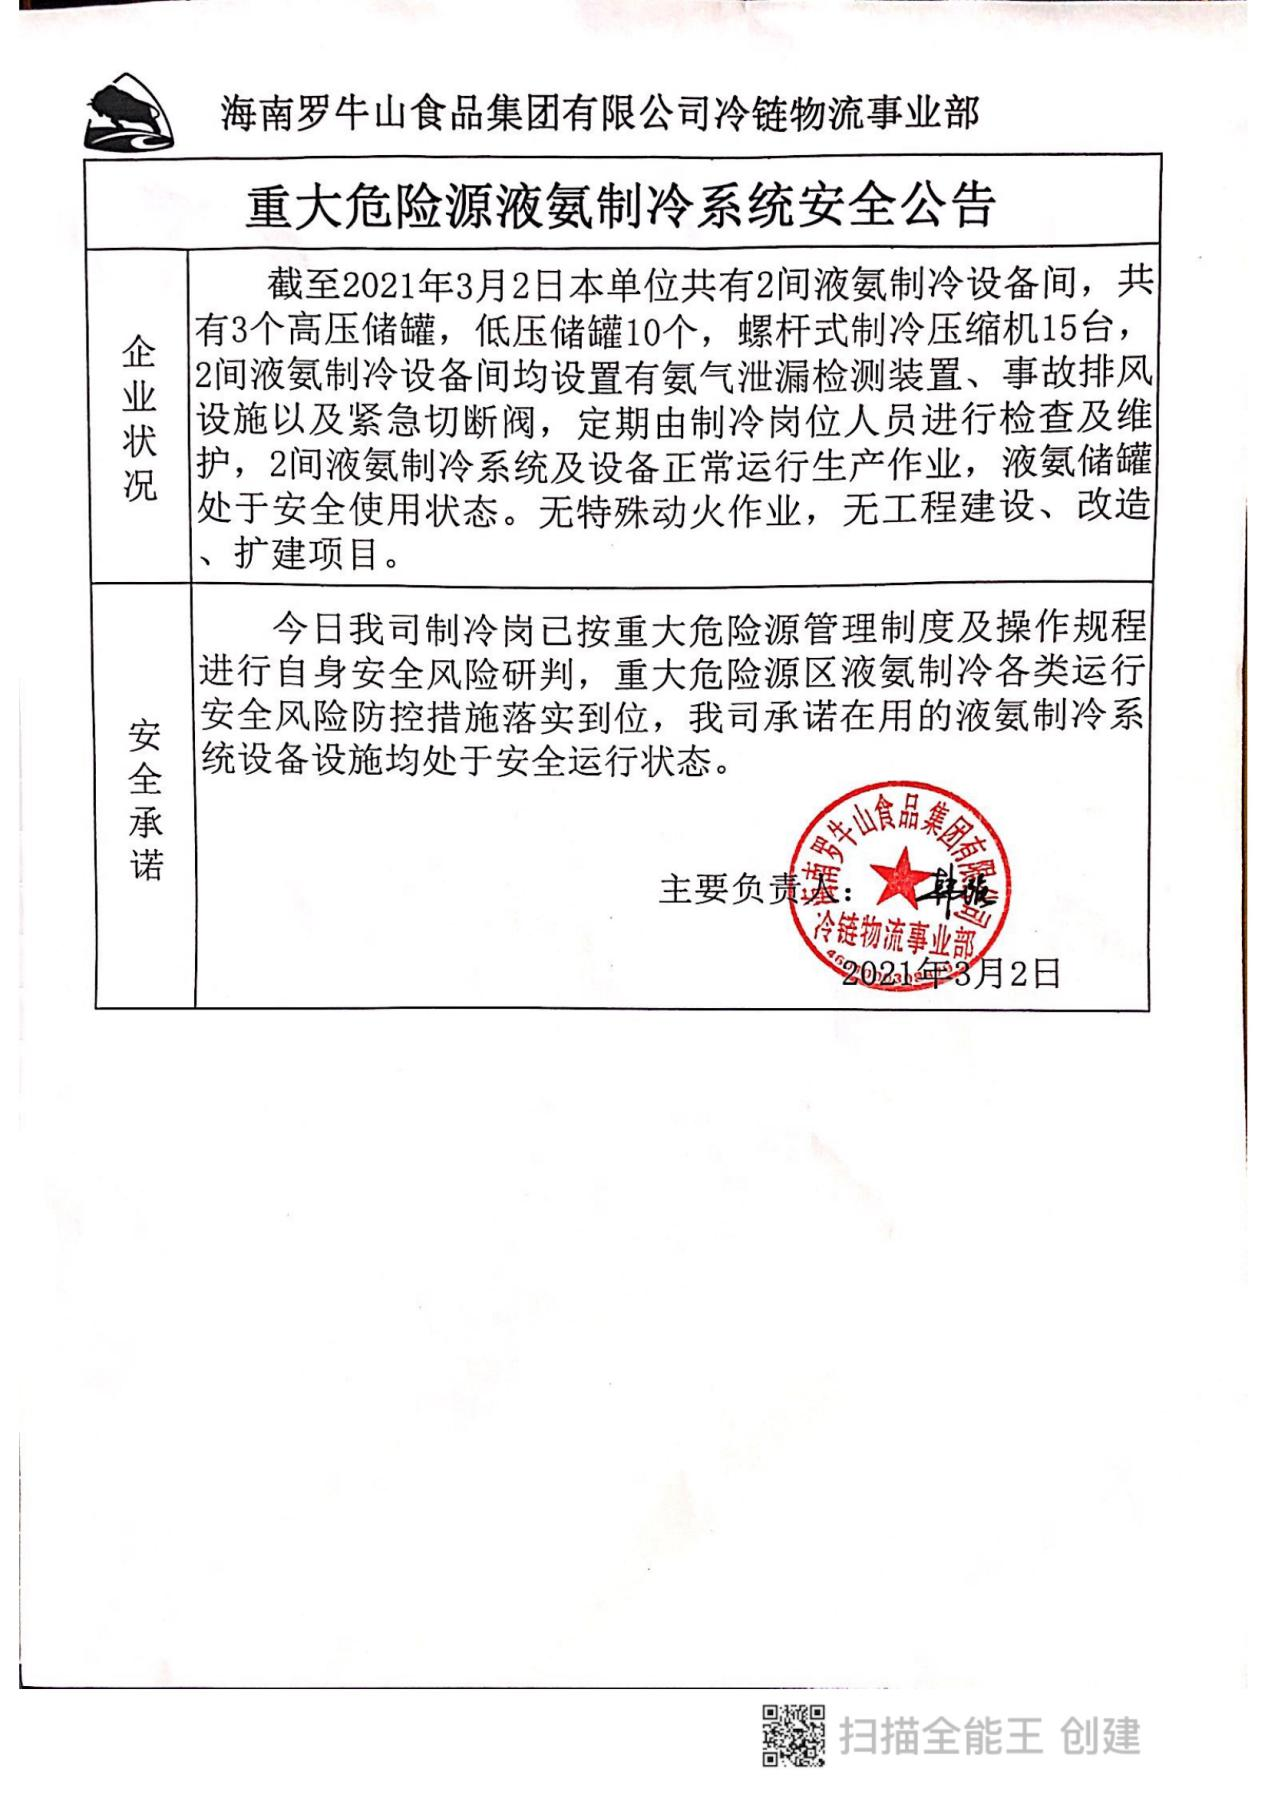 海南罗牛山食品集团有限公司冷链物流事业部
重大危险源液氨制冷系统安全公告
企业状况
截至2021年3月2日本单位共有2间液氨制冷设备间，共
有3个高压储罐，低压储罐10个，螺杆式制冷压缩机15台，
2间液氨制冷设备间均设置有氨气泄漏检测装置、事故排风
设施以及紧急切断阀，定期由制冷岗位人员进行检查及维
护，2间液氨制冷系统及设备正常运行生产作业，液氨储罐
处于安全使用状态。无特殊动火作业，无工程建设、改造
、扩建项目。
安全承诺
今日我司制冷岗已按重大危险源管理制度及操作规程
进行自身安全风险研判，重大危险源区液氨制冷各类运行
安全风险防控措施落实到位，我司承诺在用的液氨制冷系
统设备设施均处于安全运行状态。
主要负责人：
海南罗牛山食品集团有限公司
冷链物流事业部
2021年3月2日
扫描全能王 创建